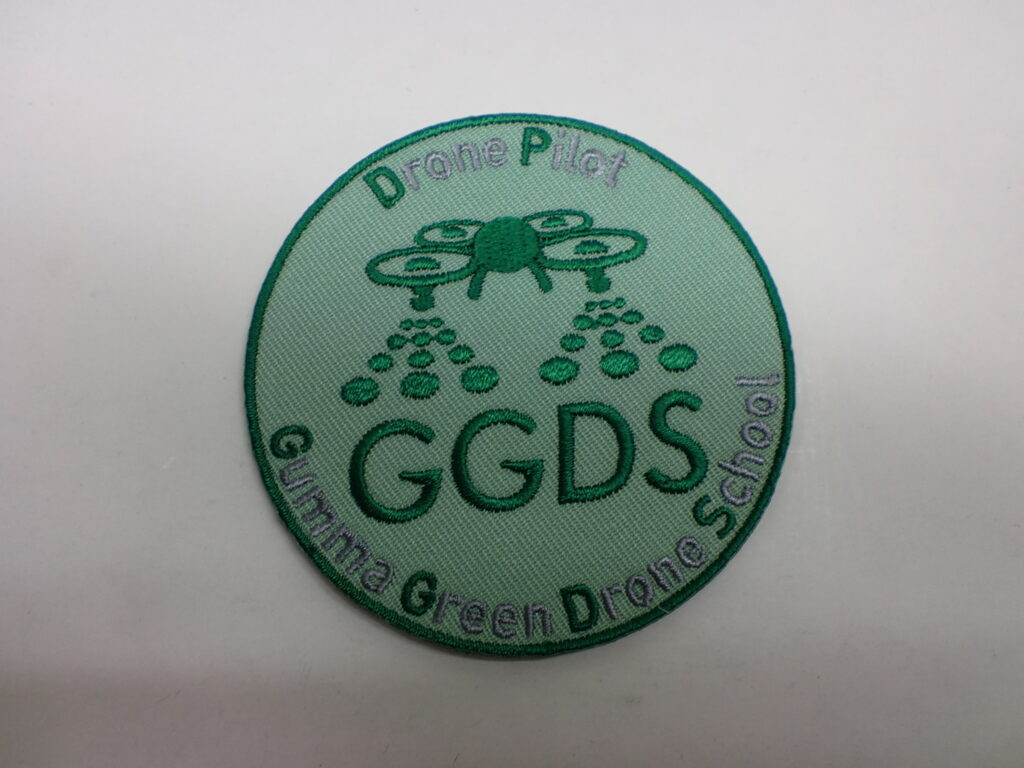 Drone Pilot
GGDS
Gumma Green Drone School